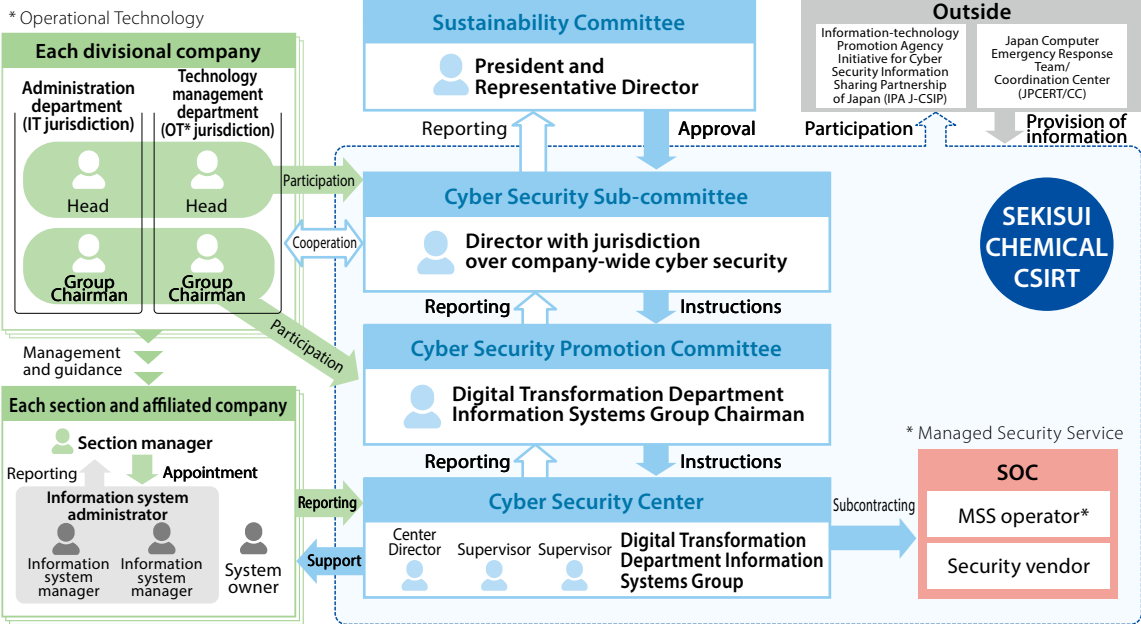 * Operational Technology
Each divisional company
Administration
department
(IT jurisdiction)
Technology
management
department
(OT* jurisdiction)
Head
Head
Group
Chairman
Group
Chairman
Participation
Cooperation
Participation
Management
and guidance
Each section and affiliated company
Section manager
Reporting
Appointment
Information system
administrator
Information
system
manager
Information
system
manager
System
owner
Reporting
Support
Sustainability Committee
President and
Representative Director
Reporting
Approval
Cyber Security Sub-committee
Director with jurisdiction
over company-wide cyber security
Reporting
Instructions
Cyber Security Promotion Committee
Digital Transformation Department
Information Systems Group Chairman
Reporting
Instructions
Cyber Security Center
Center
Director
Supervisor
Supervisor
Digital Transformation
Department Information
Systems Group
Outside
Information-technology
Promotion Agency
Initiative for Cyber
Security Information
Sharing Partnership
of Japan (IPA J-CSIP)
Japan Computer
Emergency Response
Team/
Coordination Center
(JPCERT/CC)
Participation
Provision of
information
SEKISUI
CHEMICAL
CSIRT
* Managed Security Service
Subcontracting
SOC
MSS operator*
Security vendor